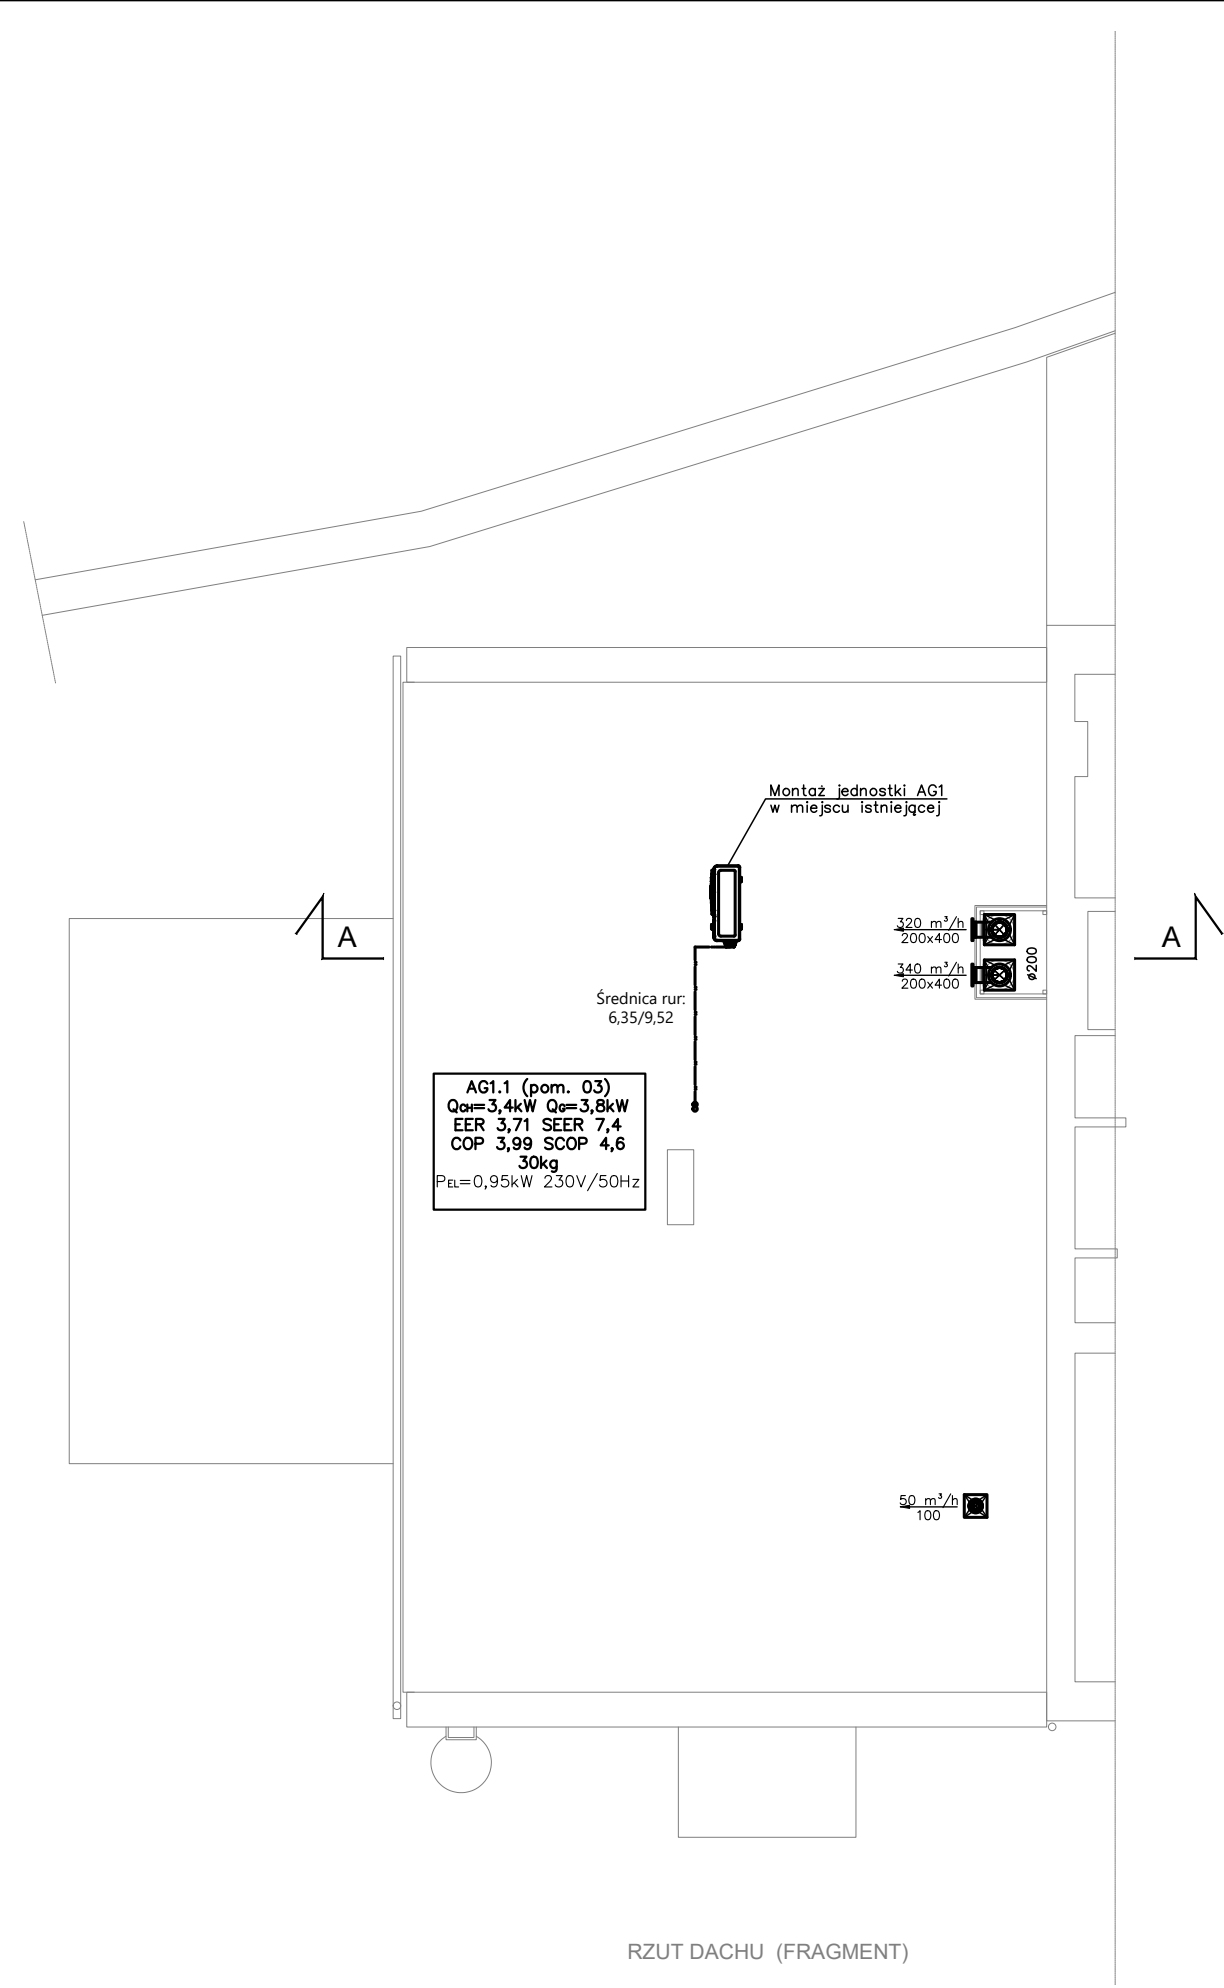 Montaż jednostki AG1
w miejscu istniejącej
A
320 m³/h
200x400
A
340 m³/h
200x400
ø200
Średnica rur:
6,35/9,52
AG1.1 (pom. 03)
QCH=3,4kW QG=3,8kW
EER 3,71 SEER 7,4
COP 3,99 SCOP 4,6
30kg
PEL=0,95kW 230V/50Hz
50 m³/h
100
RZUT DACHU (FRAGMENT)